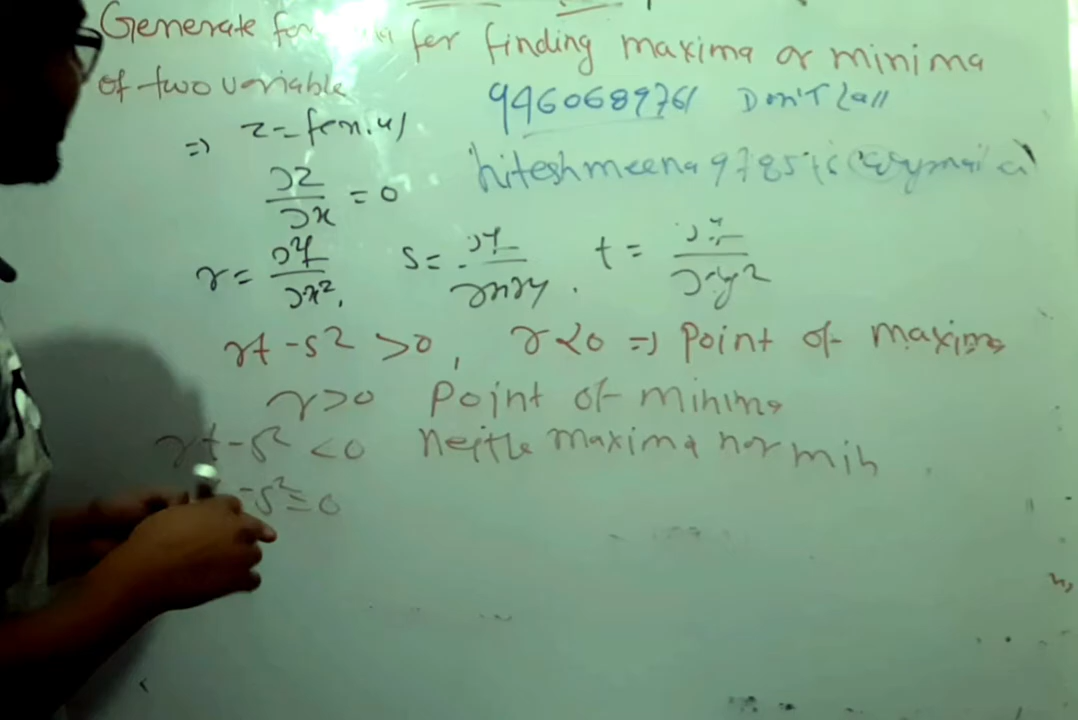 Generate for for finding maxima or minima
of two variable
9460689761 Don't Call
=> z = f(x,y)
hiteshmeena9785
∂z/∂x = 0
r = ∂²f/∂x², s = ∂²f/∂x∂y . t = ∂²f/∂y²
rt - s² > 0, r < 0 => Point of maxima
r > 0 Point of minima
rt - s² < 0 neithe maxima nor min
- s² = 0